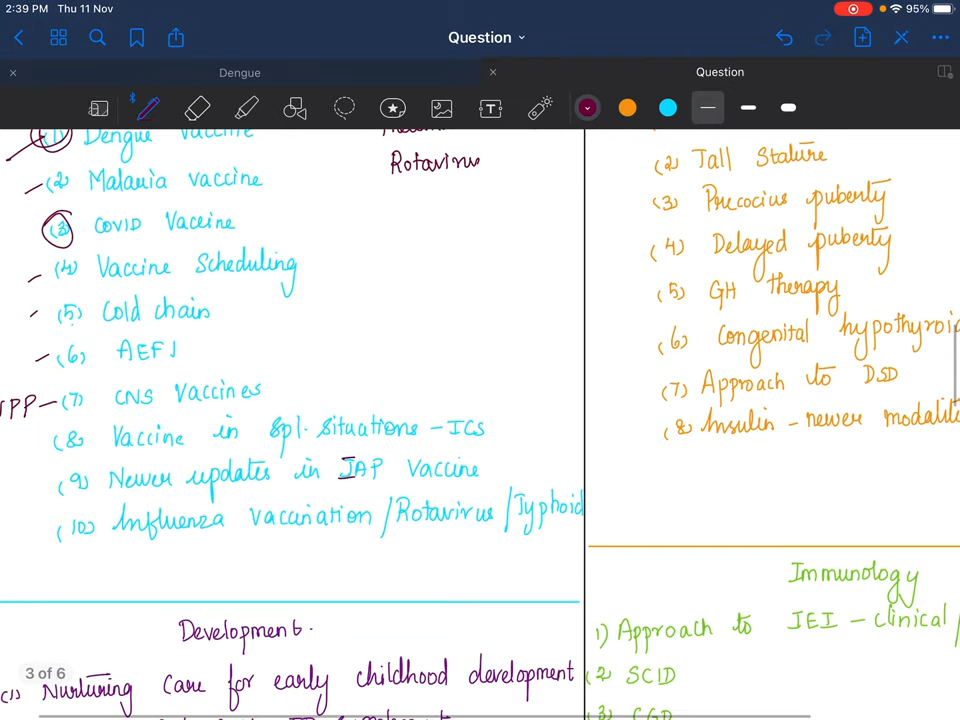 2:39 PM Thu 11 Nov
95%
Question
Dengue
Question
(1) Dengue vaccine
(2) Malaria vaccine
(3) COVID Vaccine
(4) Vaccine Scheduling
(5) Cold chain
(6) AEFI
(7) CNS Vaccines
(8) Vaccine in Spl. situations - ICS
(9) Newer updates in IAP Vaccine
(10) Influenza vaccination / Rotavirus / Typhoid
Rotavirus
Development.
(1) Nurturing care for early childhood development
3 of 6
(2) Tall Stature
(3) Precocius puberty
(4) Delayed puberty
(5) GH therapy
(6) Congenital hypothyroi
(7) Approach to DSD
(8) Insulin - newer modaliti
Immunology
1) Approach to IEI - clinical /
(2) SCID
(3) CGD